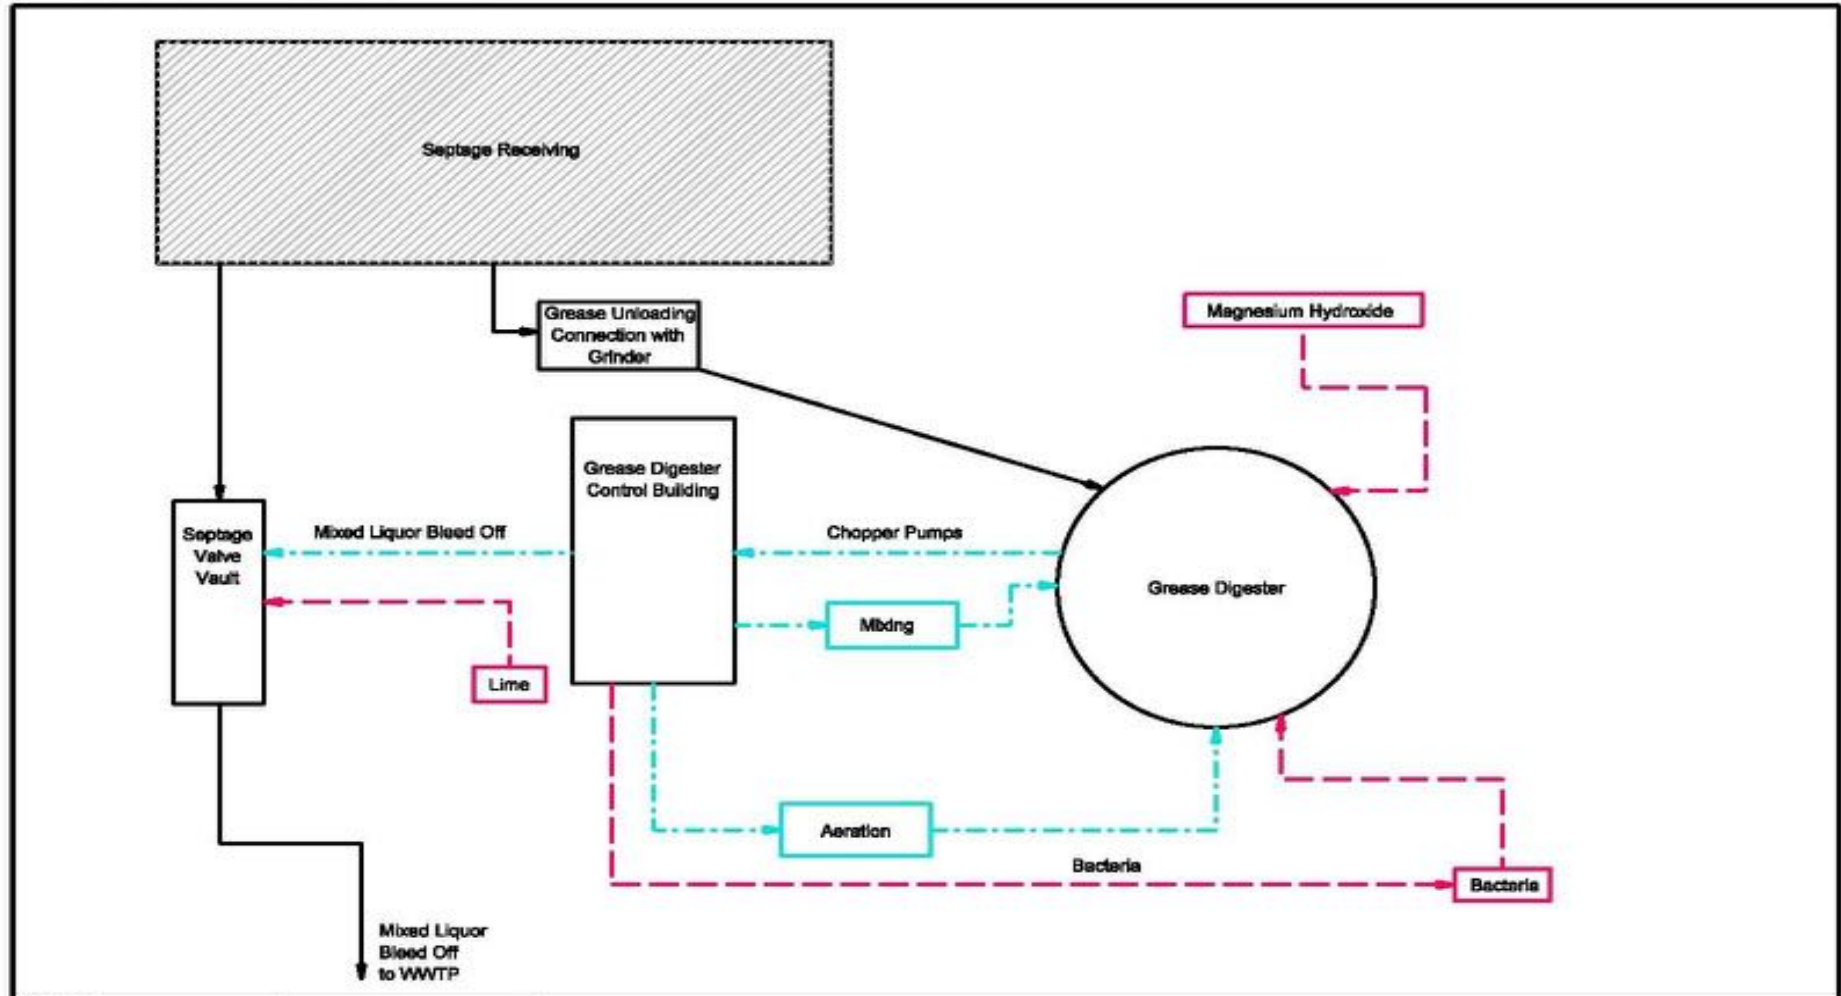 Septage Receiving
Grease Unloading
Connection with
Grinder
Magnesium Hydroxide
Grease Digester
Control Building
Septage
Valve
Vault
Mixed Liquor Bleed Off
Chopper Pumps
Grease Digester
Mixing
Lime
Aeration
Bacteria
Bacteria
Mixed Liquor
Bleed Off
to WWTP